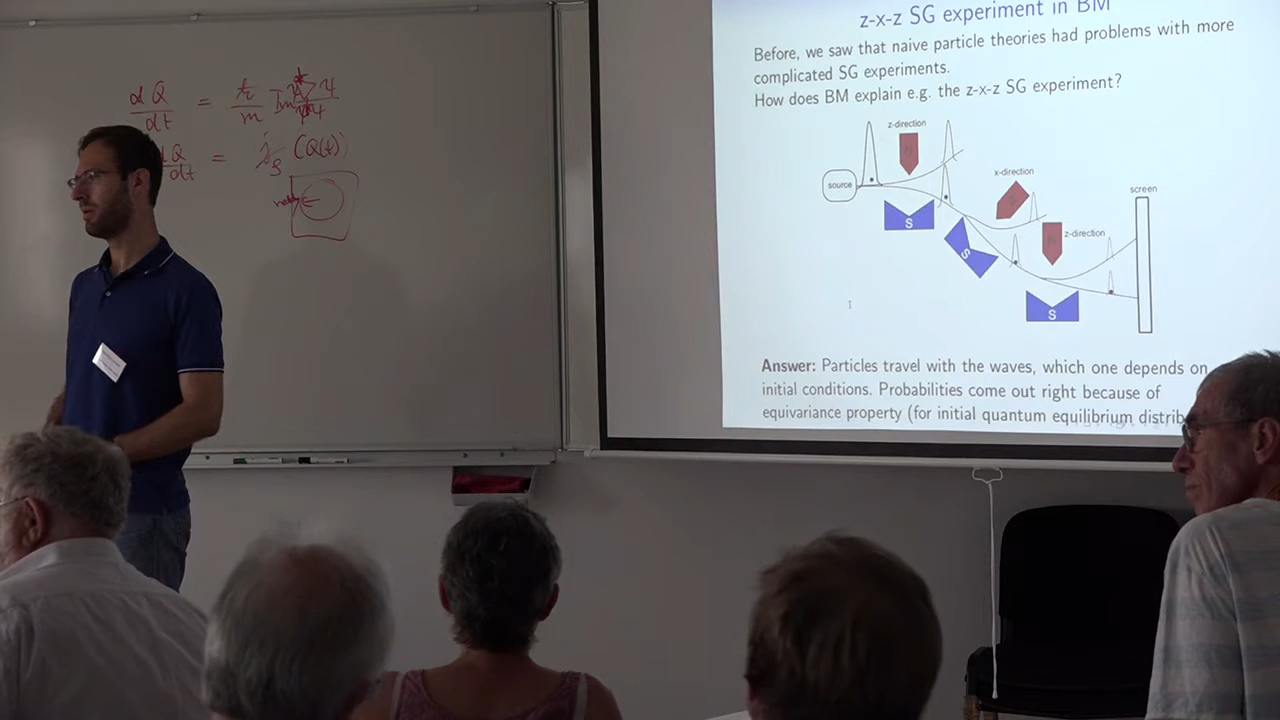 dQ/dt = ħ/m Im ψ*∇ψ/ψ*ψ
dQ/dt = (Q(t))
z-x-z SG experiment in BM
Before, we saw that naive particle theories had problems with more
complicated SG experiments.
How does BM explain e.g. the z-x-z SG experiment?
z-direction
x-direction
source
screen
S
z-direction
S
S
Answer: Particles travel with the waves, which one depends on
initial conditions. Probabilities come out right because of
equivariance property (for initial quantum equilibrium distrib